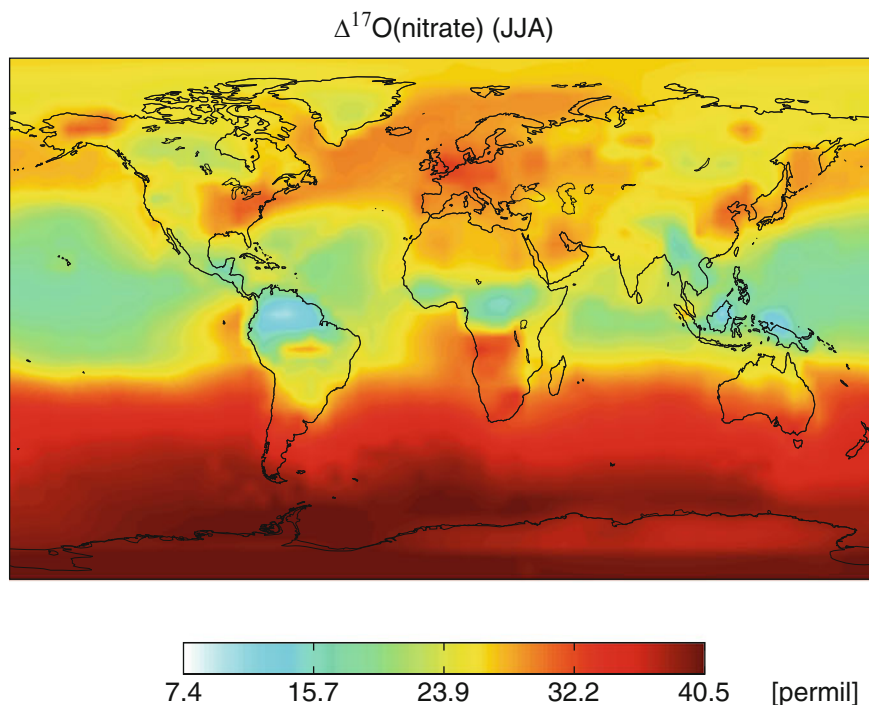 Δ¹⁷O(nitrate) (JJA)
7.4 15.7 23.9 32.2 40.5 [permil]